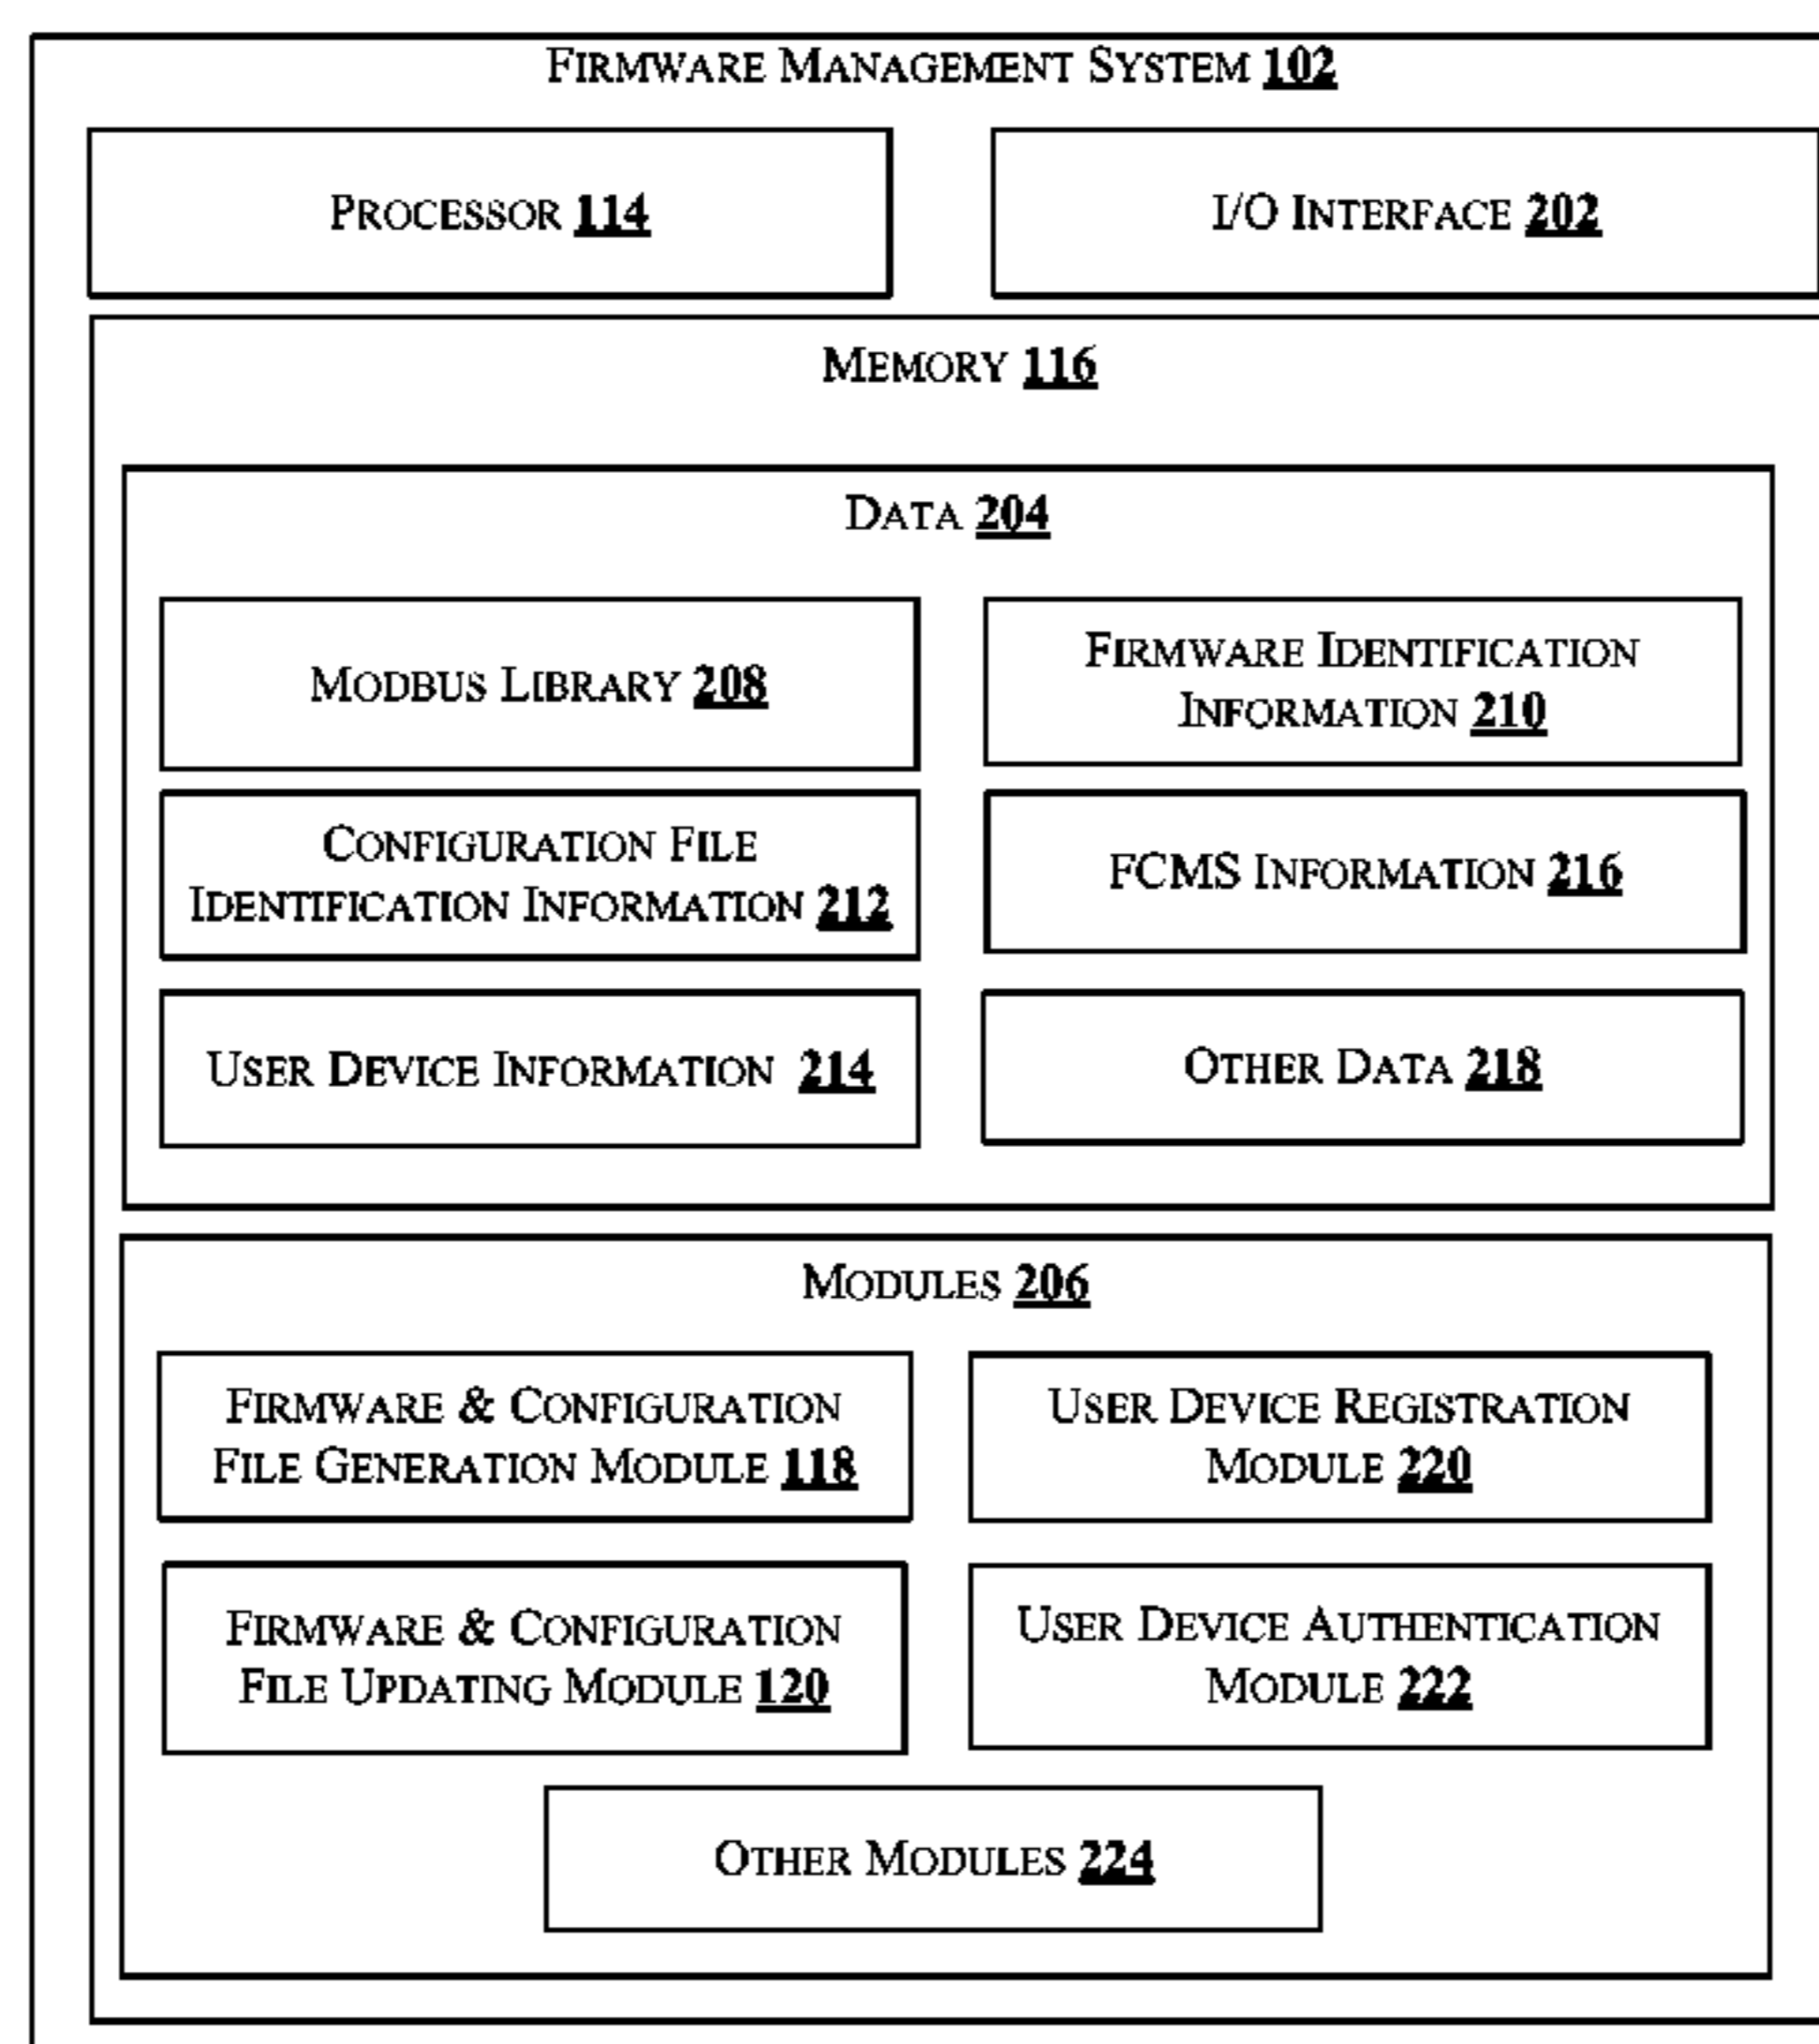 FIRMWARE MANAGEMENT SYSTEM 102
PROCESSOR 114
I/O INTERFACE 202
MEMORY 116
DATA 204
MODBUS LIBRARY 208
FIRMWARE IDENTIFICATION
INFORMATION 210
CONFIGURATION FILE
IDENTIFICATION INFORMATION 212
FCMS INFORMATION 216
USER DEVICE INFORMATION 214
OTHER DATA 218
MODULES 206
FIRMWARE & CONFIGURATION
FILE GENERATION MODULE 118
USER DEVICE REGISTRATION
MODULE 220
FIRMWARE & CONFIGURATION
FILE UPDATING MODULE 120
USER DEVICE AUTHENTICATION
MODULE 222
OTHER MODULES 224